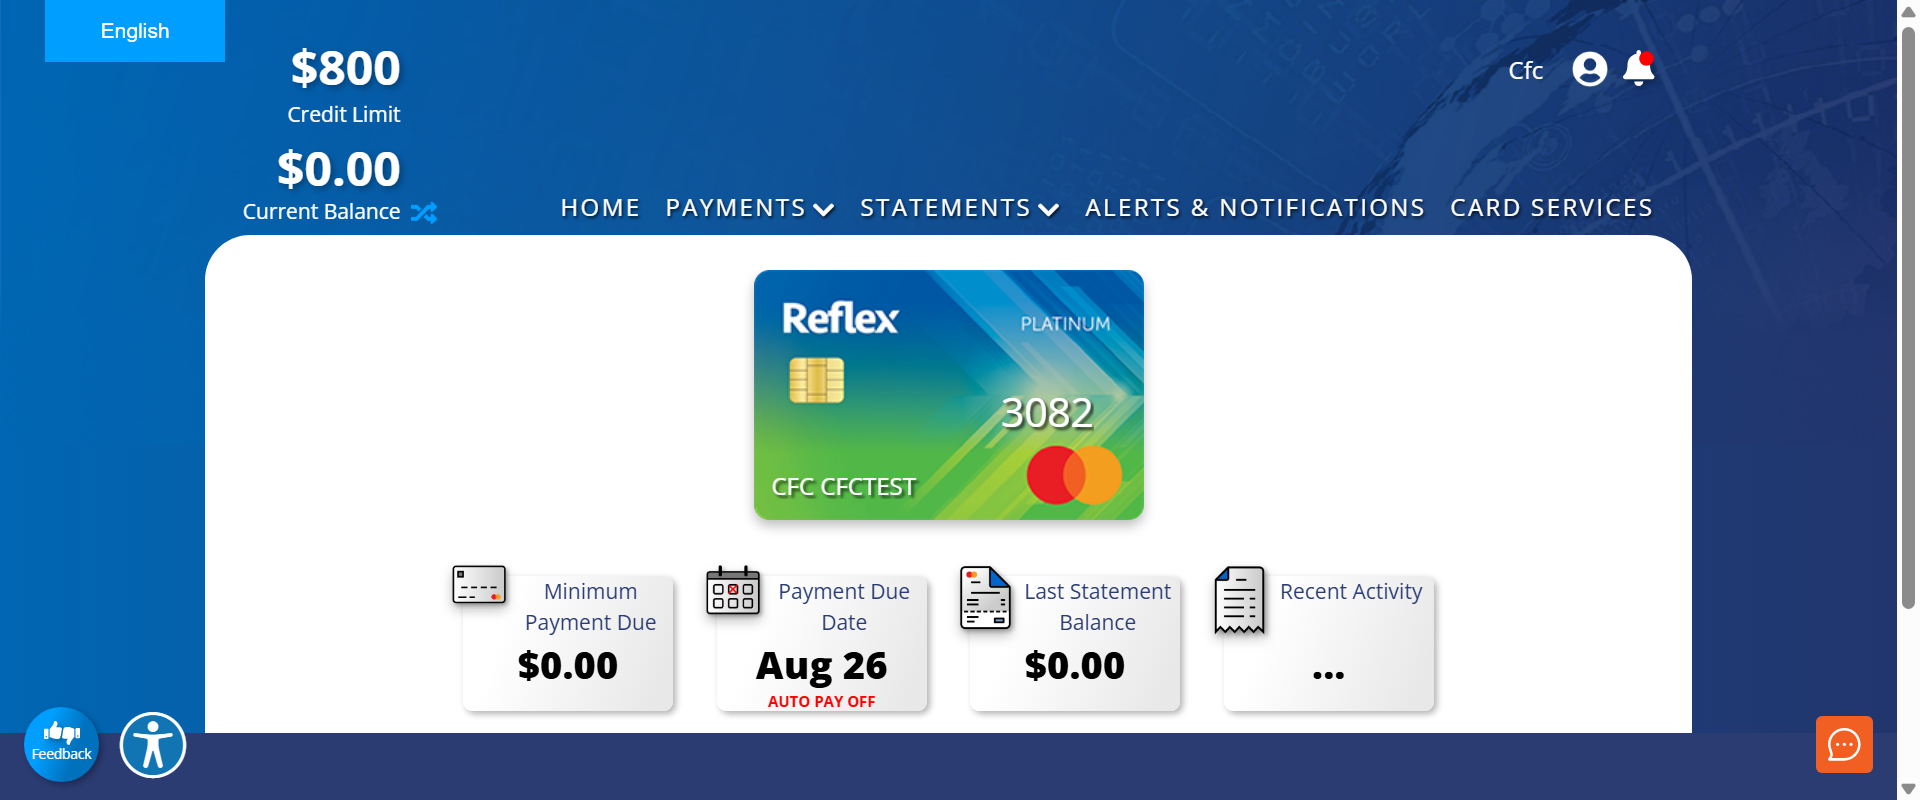 English
$800
Credit Limit
$0.00
Current Balance
Cfc
HOME PAYMENTS STATEMENTS ALERTS & NOTIFICATIONS CARD SERVICES
Reflex
PLATINUM
3082
CFC CFCTEST
Minimum
Payment Due
$0.00
Payment Due
Date
Aug 26
AUTO PAY OFF
Last Statement
Balance
$0.00
Recent Activity
...
Feedback